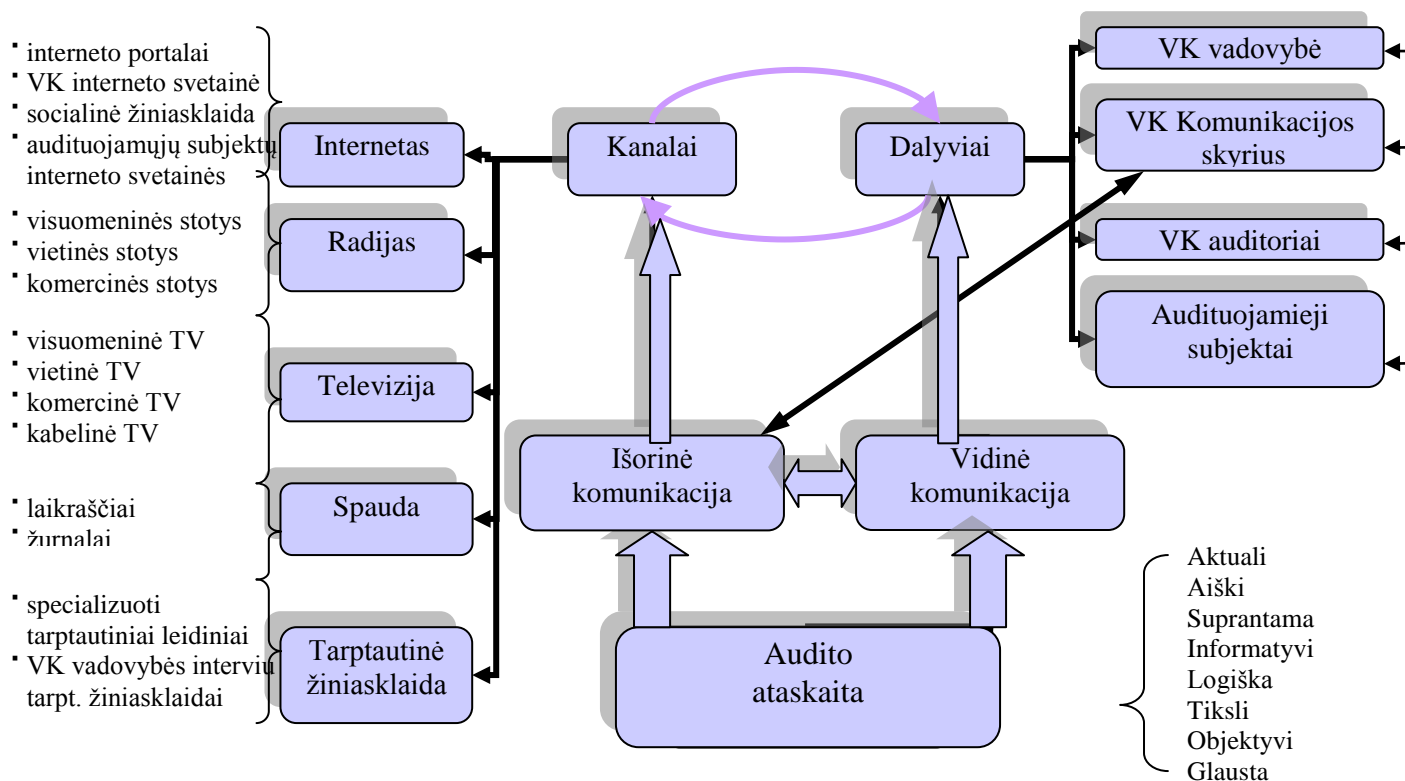 interneto portalai
VK interneto svetainė
socialinė žiniasklaida
audituojamųjų subjektų
interneto svetainės
visuomeninės stotys
vietinės stotys
komercinės stotys
visuomeninė TV
vietinė TV
komercinė TV
kabelinė TV
laikraščiai
žurnalai
specializuoti
tarptautiniai leidiniai
VK vadovybės interviu
tarpt. žiniasklaidai
Internetas
Radijas
Televizija
Spauda
Tarptautinė
žiniasklaida
Kanalai
Dalyviai
Išorinė
komunikacija
Vidinė
komunikacija
Audito
ataskaita
VK vadovybė
VK Komunikacijos
skyrius
VK auditoriai
Audituojamieji
subjektai
Aktuali
Aiški
Suprantama
Informatyvi
Logiška
Tiksli
Objektyvi
Glausta